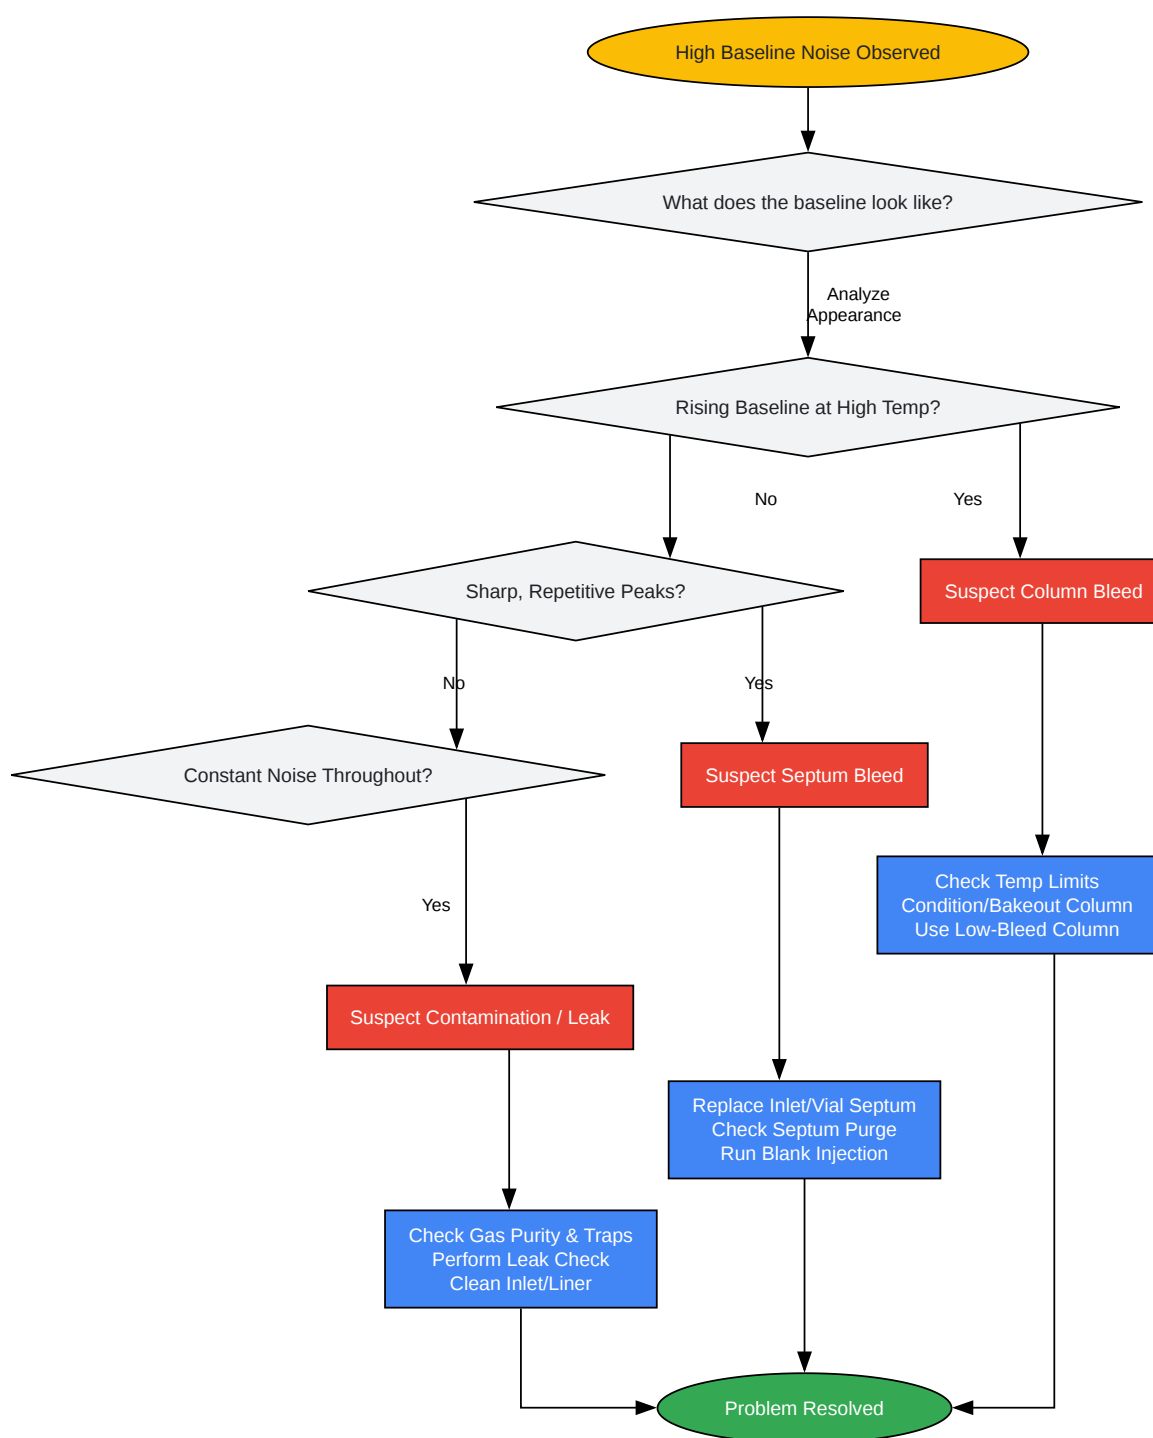 High Baseline Noise Observed
What does the baseline look like?
Analyze
Appearance
Rising Baseline at High Temp?
No
Yes
Sharp, Repetitive Peaks?
Suspect Column Bleed
No
Yes
Constant Noise Throughout?
Suspect Septum Bleed
Check Temp Limits
Condition/Bakeout Column
Use Low-Bleed Column
Yes
Suspect Contamination / Leak
Replace Inlet/Vial Septum
Check Septum Purge
Run Blank Injection
Check Gas Purity & Traps
Perform Leak Check
Clean Inlet/Liner
Problem Resolved